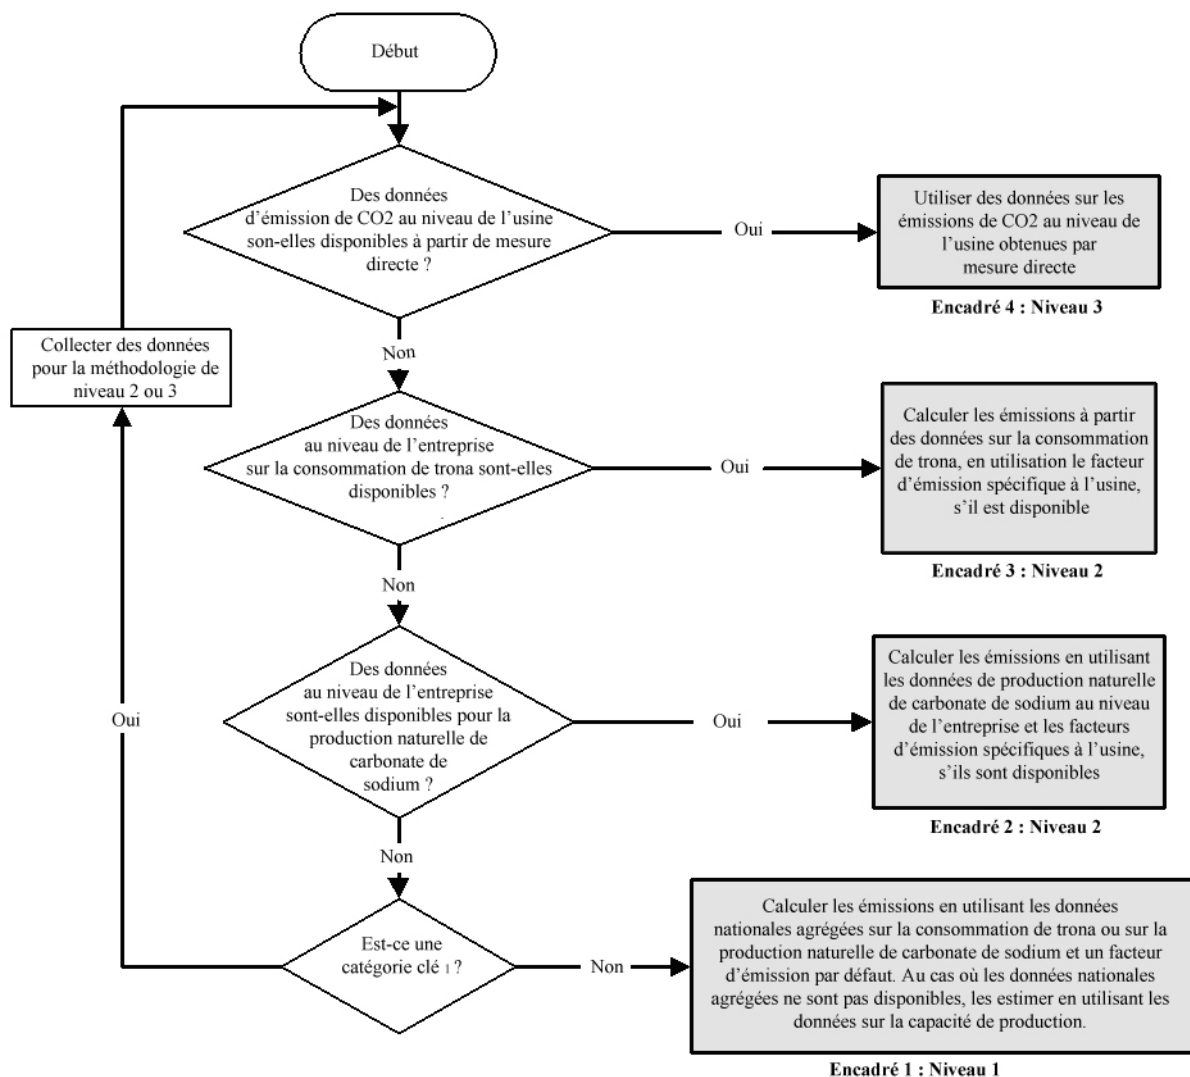 Début
Des données
d'émission de CO2 au niveau de l'usine
son-elles disponibles à partir de mesure
directe ?
Oui
Utiliser des données sur les
émissions de CO2 au niveau de
l'usine obtenues par
mesure directe
Encadré 4 : Niveau 3
Non
Collecter des données
pour la méthodologie de
niveau 2 ou 3
Des données
au niveau de l'entreprise
sur la consommation de trona sont-elles
disponibles ?
Oui
Calculer les émissions à partir
des données sur la consommation
de trona, en utilisation le facteur
d'émission spécifique à l'usine,
s'il est disponible
Encadré 3 : Niveau 2
Non
Des données
au niveau de l'entreprise
sont-elles disponibles pour la
production naturelle de
carbonate de
sodium ?
Oui
Calculer les émissions en utilisant
les données de production naturelle
de carbonate de sodium au niveau
de l'entreprise et les facteurs
d'émission spécifiques à l'usine,
s'ils sont disponibles
Encadré 2 : Niveau 2
Oui
Non
Est-ce une
catégorie clé 1 ?
Non
Calculer les émissions en utilisant les données
nationales agrégées sur la consommation de trona ou sur la
production naturelle de carbonate de sodium et un facteur
d'émission par défaut. Au cas où les données nationales
agrégées ne sont pas disponibles, les estimer en utilisant les
données sur la capacité de production.
Encadré 1 : Niveau 1